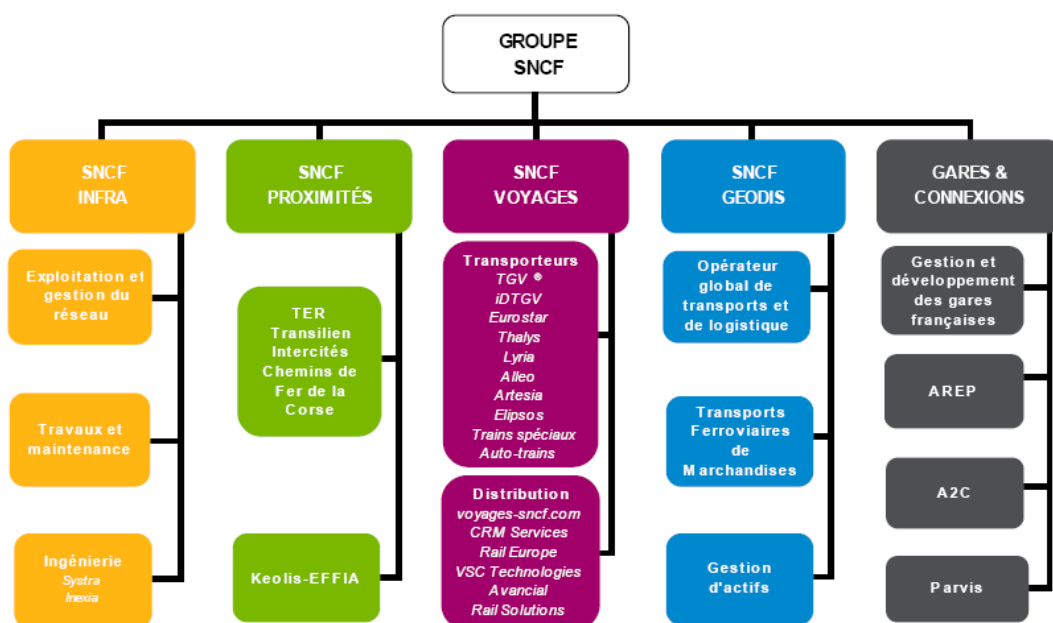 GROUPE
SNCF
SNCF
INFRA
SNCF
PROXIMITÉS
SNCF
VOYAGES
SNCF
GEODIS
GARES &
CONNEXIONS
Exploitation et
gestion du
réseau
Travaux et
maintenance
Ingénierie
Systra
Inexia
TER
Transilien
Intercités
Chemins de
Fer de la
Corse
Keolis-EFFIA
Transporteurs
TGV ®
iDTGV
Eurostar
Thalys
Lyria
Alleo
Artesia
Elipsos
Trains spéciaux
Auto-trains
Distribution
voyages-sncf.com
CRM Services
Rail Europe
VSC Technologies
Avancial
Rail Solutions
Opérateur
global de
transports et
de logistique
Transports
Ferroviaires
de
Marchandises
Gestion
d'actifs
Gestion et
développement
des gares
françaises
AREP
A2C
Parvis